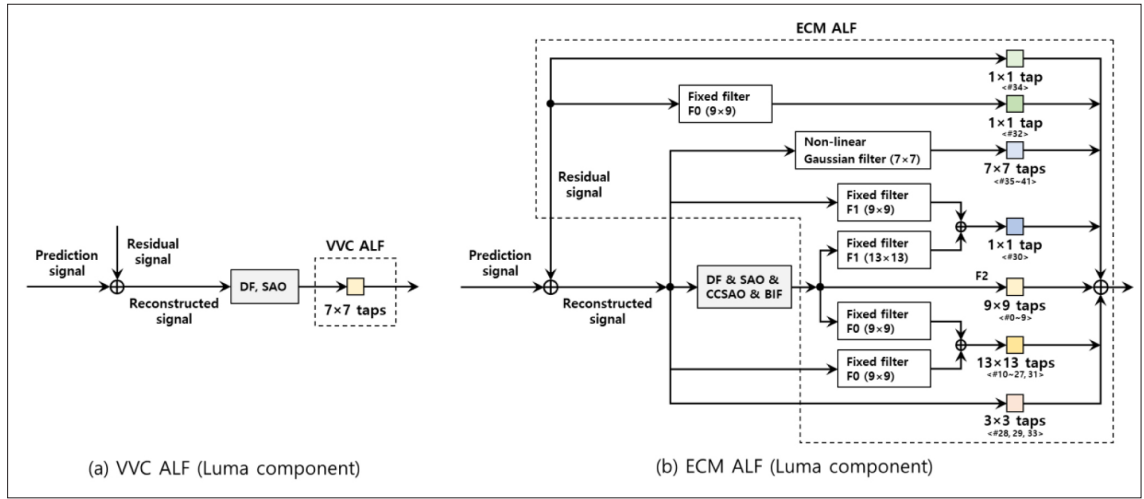 ECM ALF
1×1 tap
<#34>
Fixed filter
F0 (9×9)
1×1 tap
<#32>
Non-linear
Gaussian filter (7×7)
7×7 taps
<#35~41>
Residual
signal
Fixed filter
F1 (9×9)
1×1 tap
<#30>
Fixed filter
F1 (13×13)
Prediction
signal
Reconstructed
signal
DF & SAO &
CCSAO & BIF
F2
9×9 taps
<#0~9>
Fixed filter
F0 (9×9)
13×13 taps
<#10~27, 31>
Fixed filter
F0 (9×9)
3×3 taps
<#28, 29, 33>
Prediction
signal
Residual
signal
Reconstructed
signal
DF, SAO
VVC ALF
7×7 taps
(a) VVC ALF (Luma component)
(b) ECM ALF (Luma component)